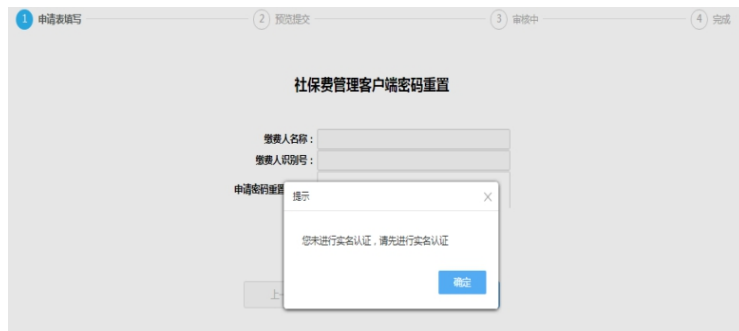 1 申请表填写 2 预览提交 3 审核中 4 完成
社保费管理客户端密码重置
缴费人名称：
缴费人识别号：
申请密码重置
提示 X
您未进行实名认证，请先进行实名认证
确定
上一